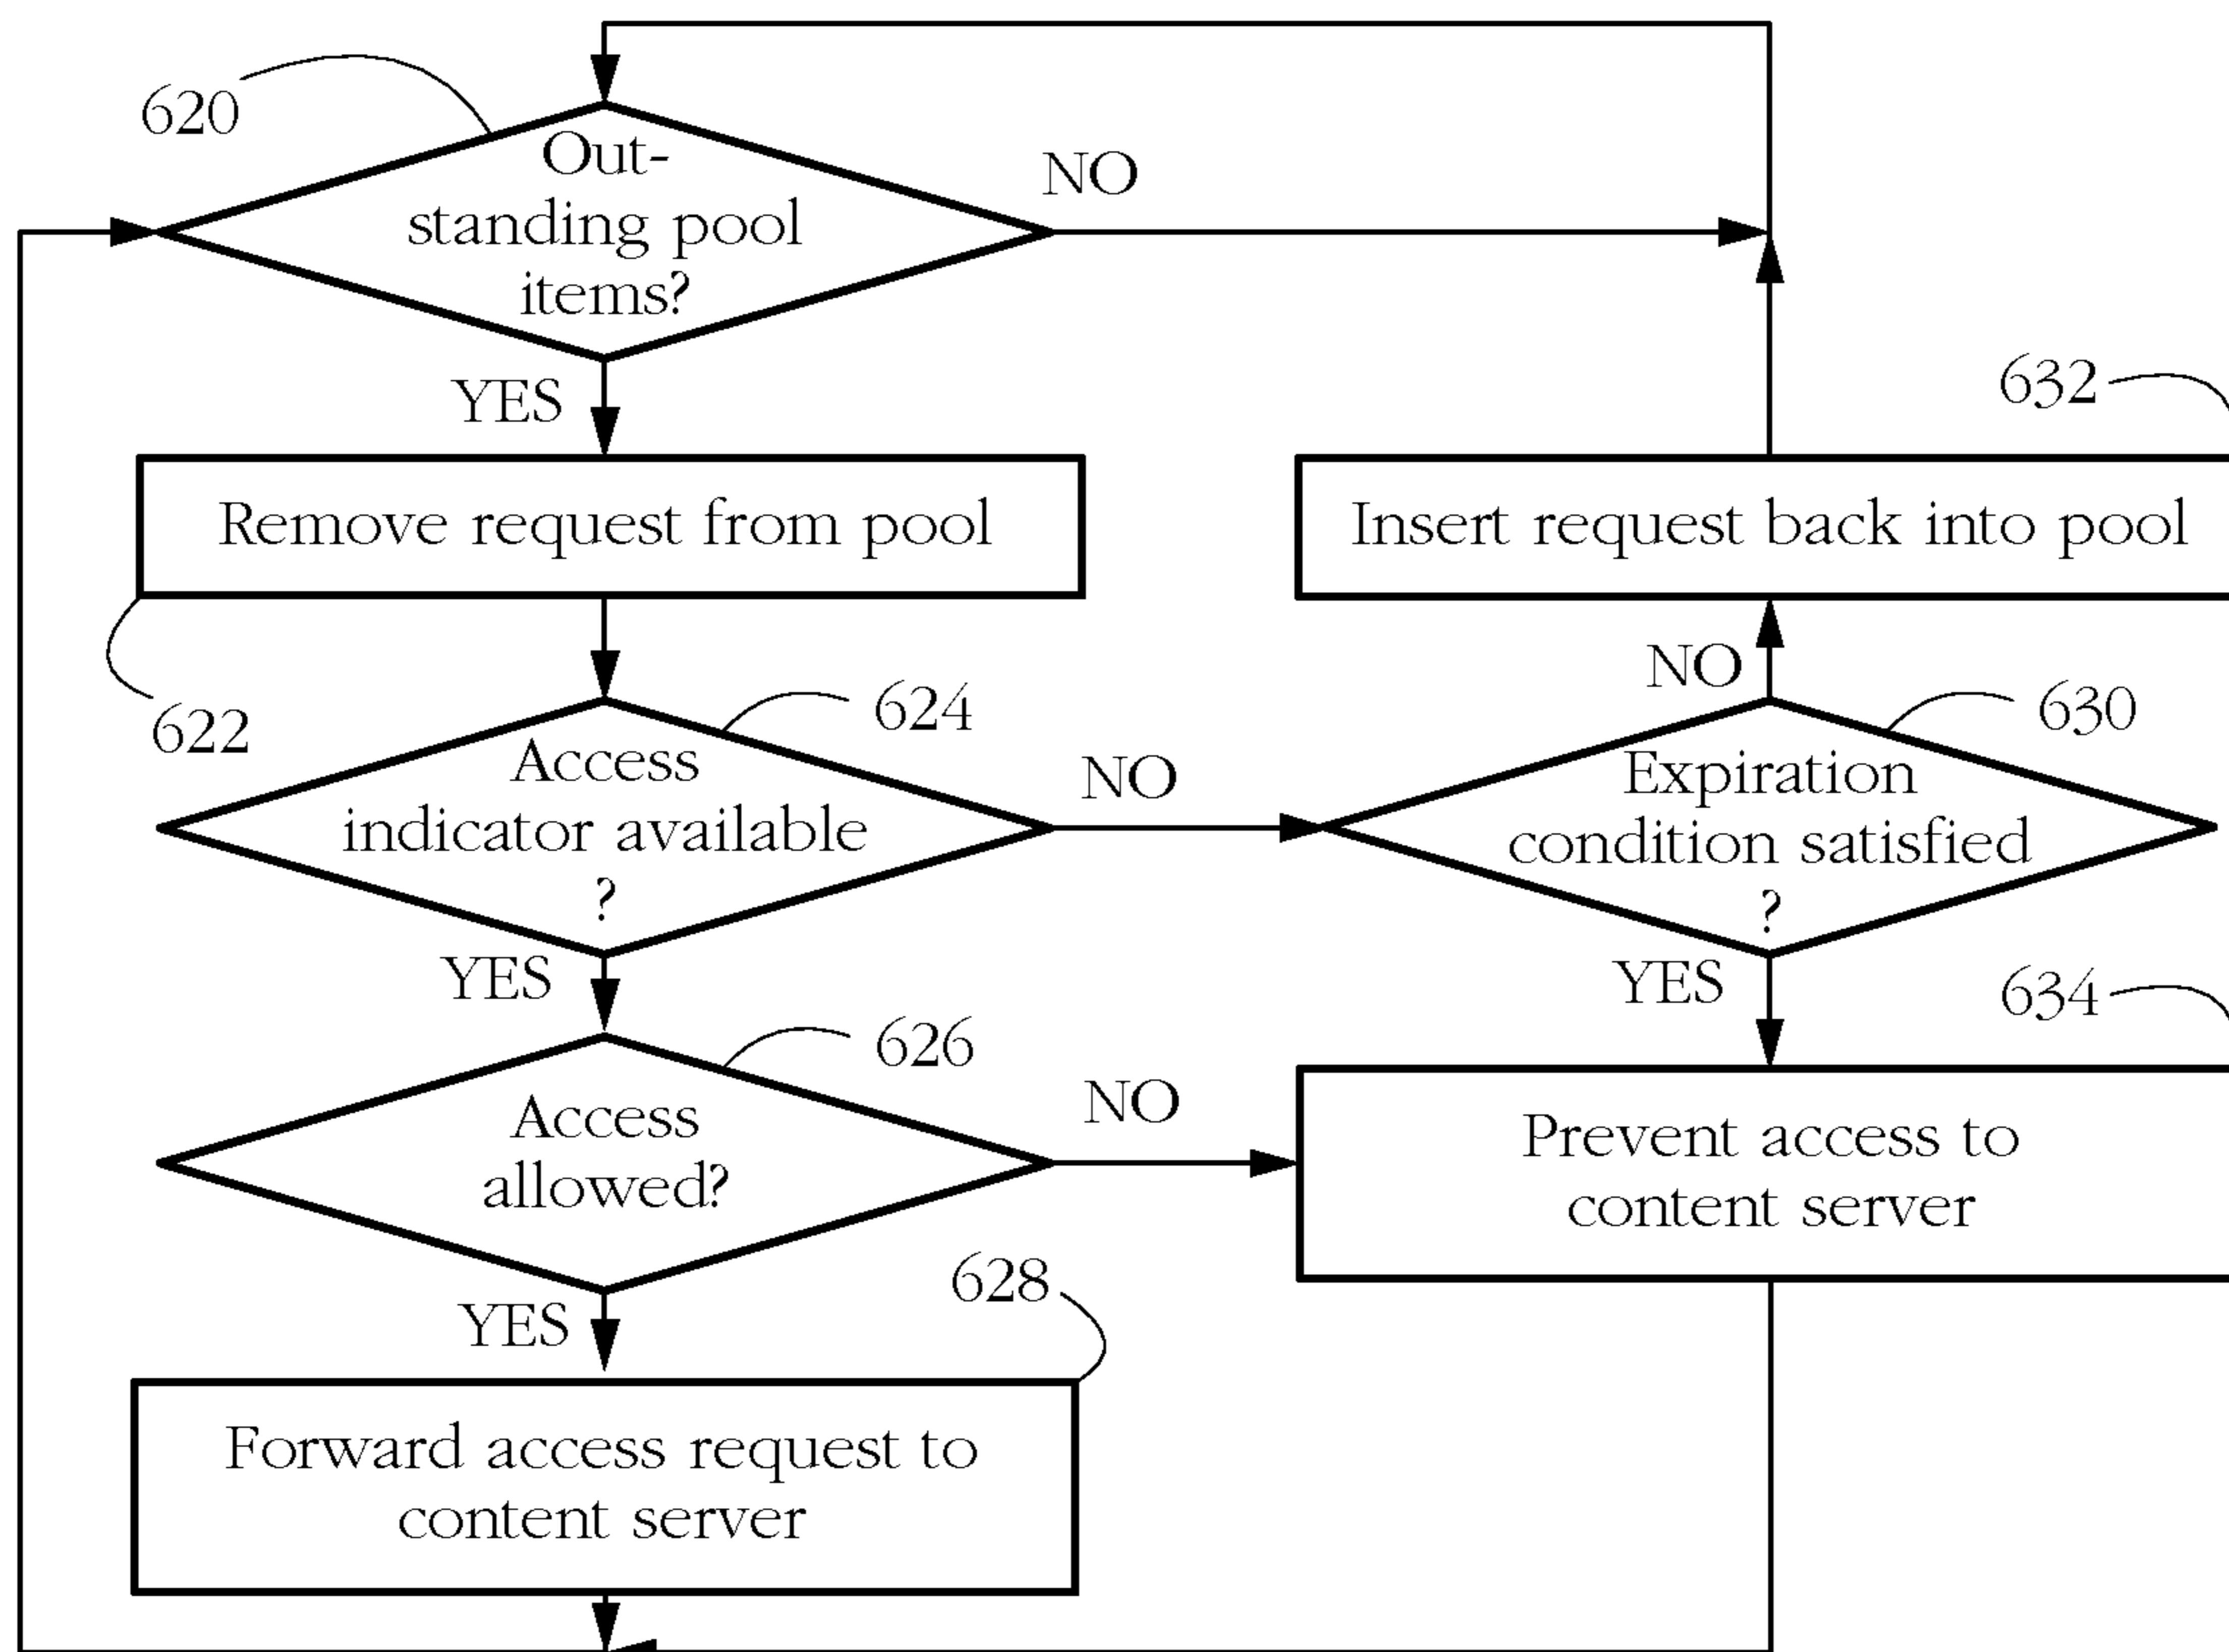 620
Out-
standing pool
items?
NO
YES
632
Remove request from pool
Insert request back into pool
622
624
NO
630
Access
indicator available
?
NO
Expiration
condition satisfied
?
YES
YES
634
626
Access
allowed?
NO
Prevent access to
content server
628
YES
Forward access request to
content server